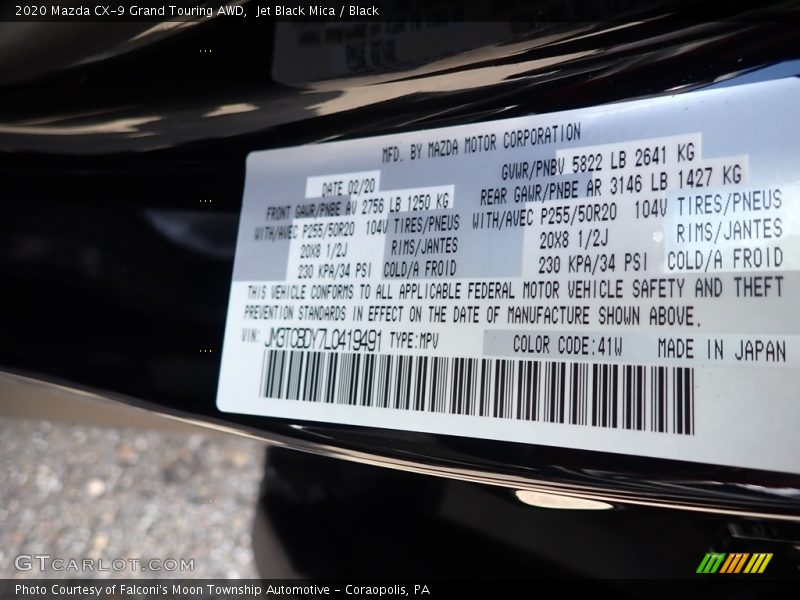 2020 Mazda CX-9 Grand Touring AWD,  Jet Black Mica / Black
MFD. BY MAZDA MOTOR CORPORATION
DATE 02/20
GVWR/PNBV 5822 LB 2641 KG
FRONT GAWR/PNBE AV 2756 LB 1250 KG
REAR GAWR/PNBE AR 3146 LB 1427 KG
WITH/AVEC P255/50R20 104V TIRES/PNEUS
WITH/AVEC P255/50R20 104V TIRES/PNEUS
20X8 1/2J RIMS/JANTES
20X8 1/2J RIMS/JANTES
230 KPA/34 PSI COLD/A FROID
230 KPA/34 PSI COLD/A FROID
THIS VEHICLE CONFORMS TO ALL APPLICABLE FEDERAL MOTOR VEHICLE SAFETY AND THEFT
PREVENTION STANDARDS IN EFFECT ON THE DATE OF MANUFACTURE SHOWN ABOVE.
VIN: JM3TCBDY7L0419491 TYPE:MPV
COLOR CODE:41W MADE IN JAPAN
GTcarlot.com
Photo Courtesy of Falconi's Moon Township Automotive - Coraopolis, PA